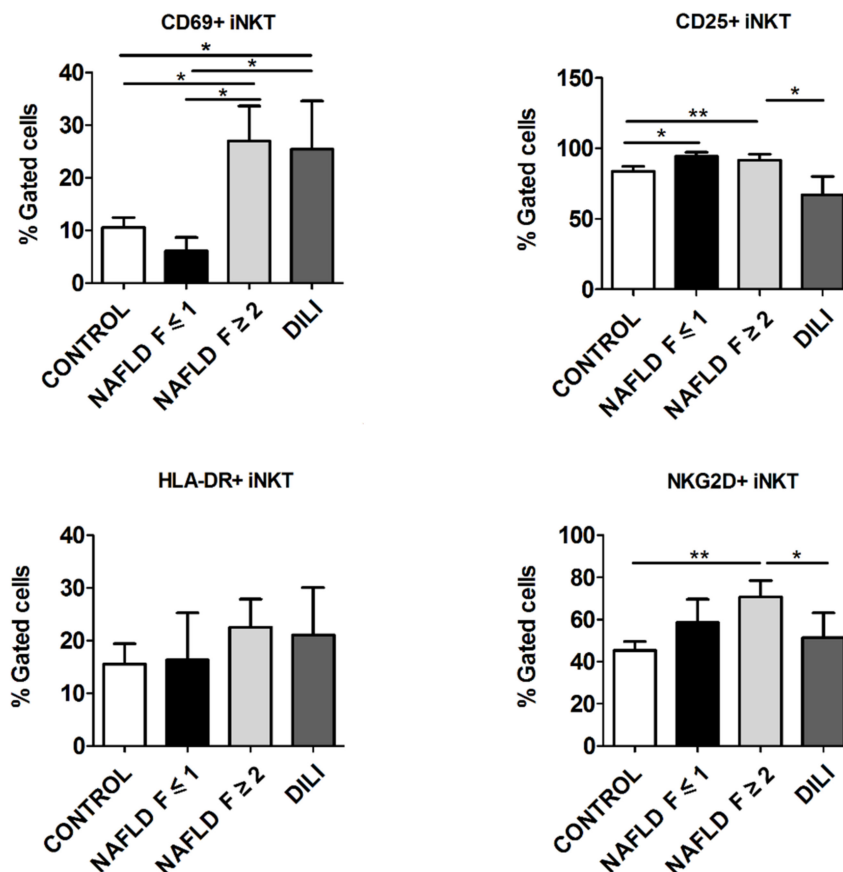 CD69+ iNKT
*
*
*
*
% Gated cells
40
30
20
10
0
CONTROL
NAFLD F ≤ 1
NAFLD F ≥ 2
DILI
CD25+ iNKT
*
**
*
% Gated cells
150
100
50
0
CONTROL
NAFLD F ≤ 1
NAFLD F ≥ 2
DILI
HLA-DR+ iNKT
% Gated cells
40
30
20
10
0
CONTROL
NAFLD F ≤ 1
NAFLD F ≥ 2
DILI
NKG2D+ iNKT
**
*
% Gated cells
100
80
60
40
20
0
CONTROL
NAFLD F ≤ 1
NAFLD F ≥ 2
DILI